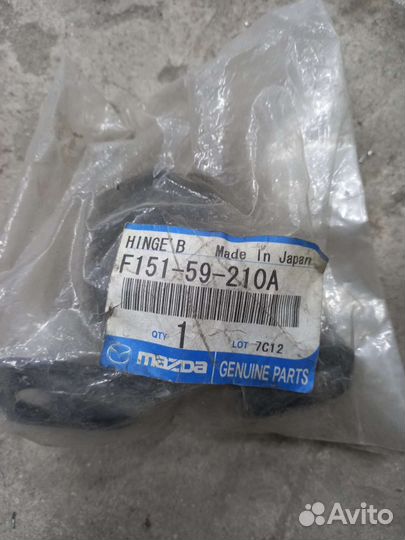 HINGE B Made In Japan
F151-59-210A
QTY 1 LOT 7C12
mazda GENUINE PARTS
Avito